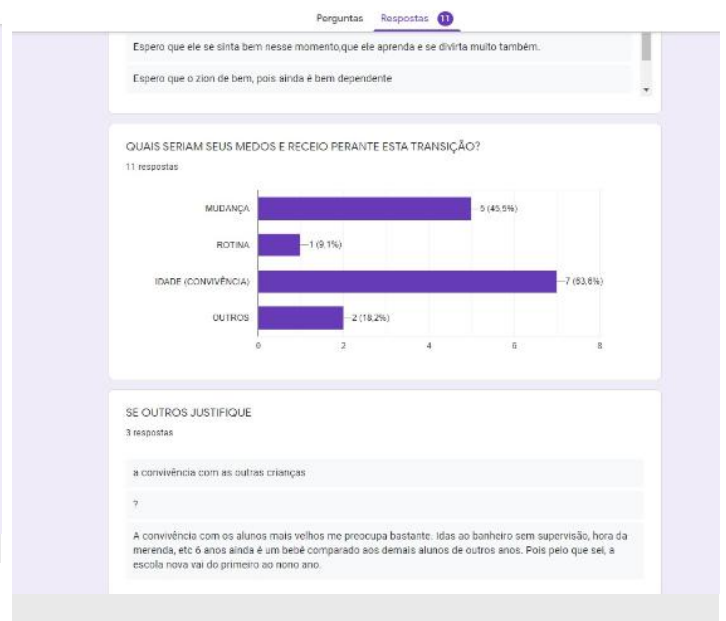 Perguntas Respostas 11
Espero que ele se sinta bem nesse momento,que ele aprenda e se divirta muito também.
Espero que o zion de bem, pois ainda é bem dependente
QUAIS SERIAM SEUS MEDOS E RECEIO PERANTE ESTA TRANSIÇÃO?
11 respostas
MUDANÇA 5 (45,5%)
ROTINA 1 (9,1%)
IDADE (CONVIVÊNCIA) 7 (63,6%)
OUTROS 2 (18,2%)
0 2 4 6 8
SE OUTROS JUSTIFIQUE
3 respostas
a convivência com as outras crianças
?
A convivência com os alunos mais velhos me preocupa bastante. Idas ao banheiro sem supervisão, hora da
merenda, etc 6 anos ainda é um bebê comparado aos demais alunos de outros anos. Pois pelo que sei, a
escola nova vai do primeiro ao nono ano.